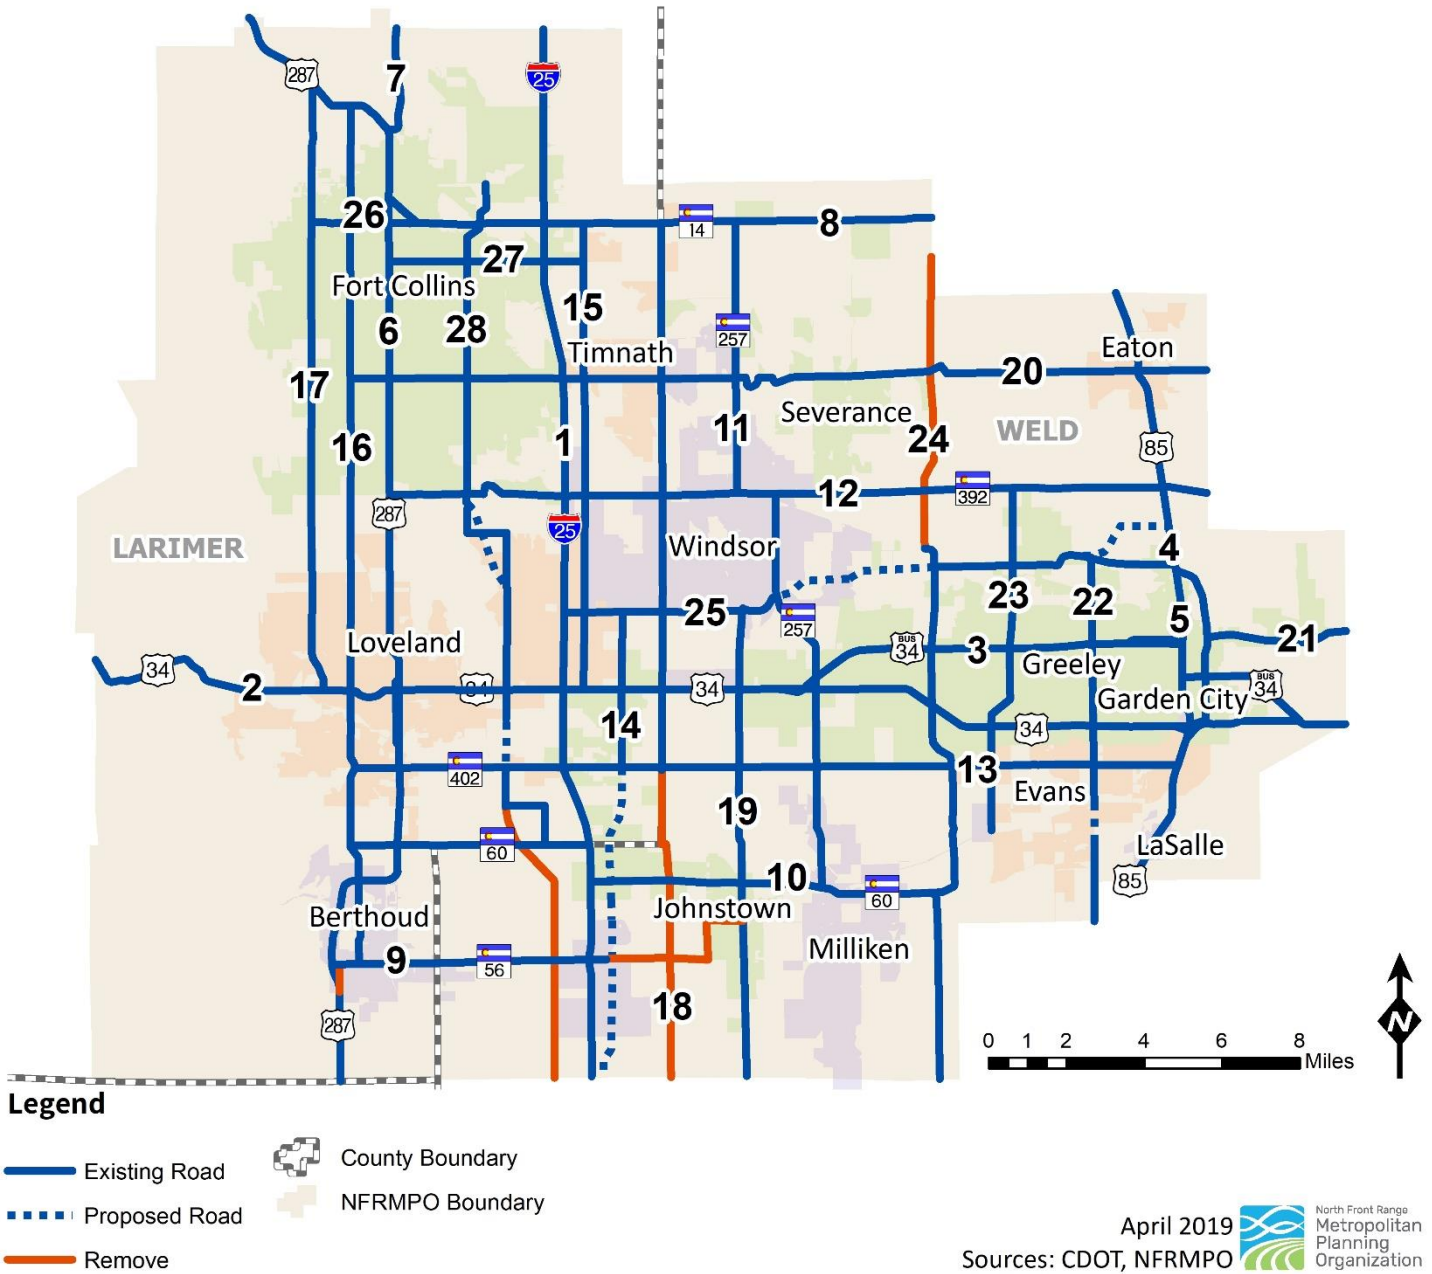 287
7
25
26
14
8
27
Fort Collins
15
6
28
Timnath
257
Eaton
17
20
Severance
11
24
WELD
16
1
85
12
392
287
25
LARIMER
Windsor
4
23
22
5
25
257
Loveland
BUS
34
3
21
Greeley
34
2
34
34
BUS
34
Garden City
14
34
402
13
Evans
19
60
LaSalle
10
85
60
Johnstown
Berthoud
Milliken
9
56
18
287
N
0 1 2 4 6 8
Miles
Legend
Existing Road
Proposed Road
Remove
County Boundary
NFRMPO Boundary
April 2019
Sources: CDOT, NFRMPO
North Front Range
Metropolitan
Planning
Organization